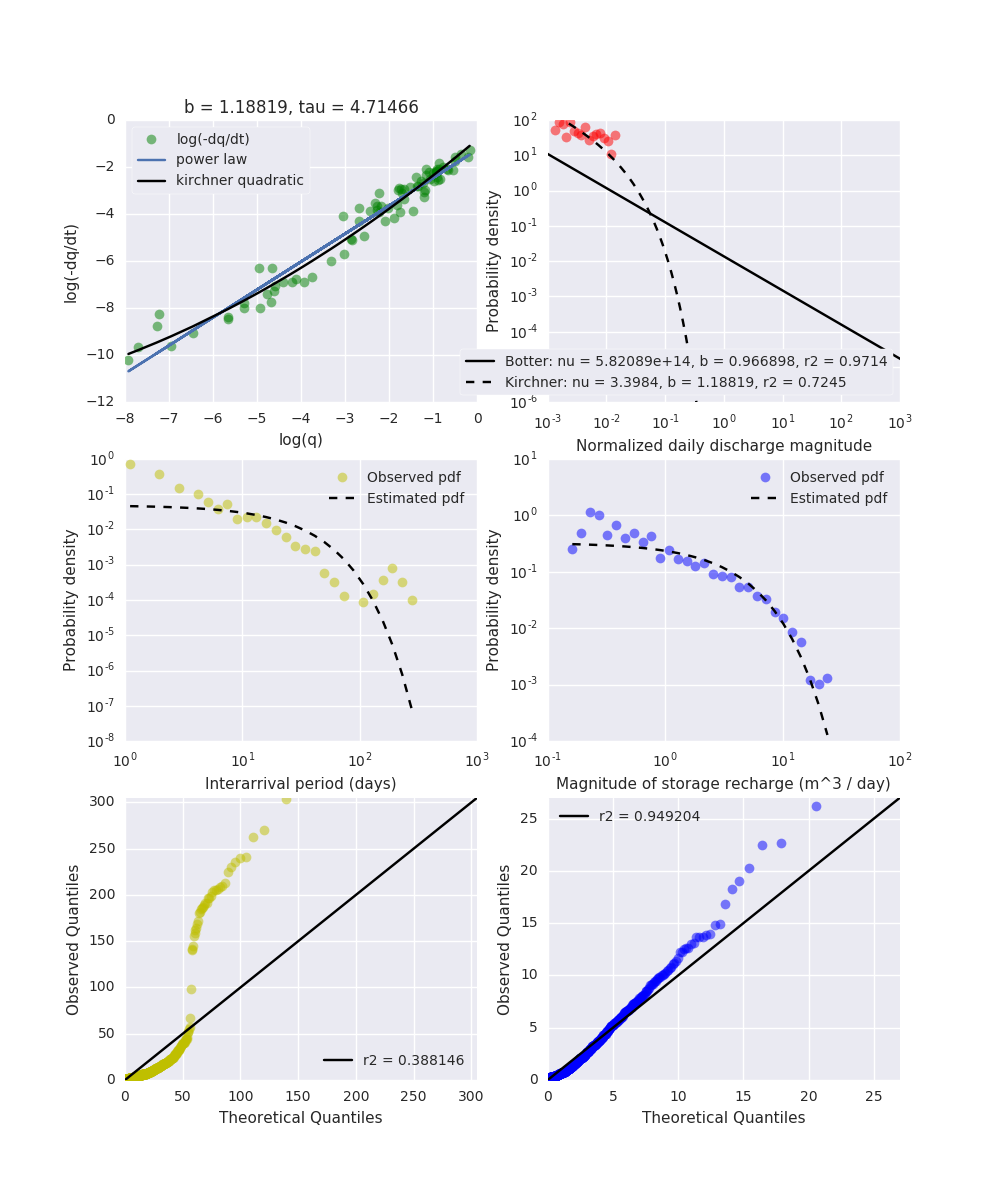 b = 1.18819, tau = 4.71466
0
−2
−4
−6
−8
−10
−12
log(-dq/dt)
log(-dq/dt)
power law
kirchner quadratic
−8 −7 −6 −5 −4 −3 −2 −1 0
log(q)
10^2
10^1
10^0
10^-1
10^-2
10^-3
10^-4
10^-6
Probability density
Botter: nu = 5.82089e+14, b = 0.966898, r2 = 0.9714
Kirchner: nu = 3.3984, b = 1.18819, r2 = 0.7245
10^-3 10^-2 10^-1 10^0 10^1 10^2 10^3
Normalized daily discharge magnitude
10^0
10^-1
10^-2
10^-3
10^-4
10^-5
10^-6
10^-7
10^-8
Probability density
Observed pdf
Estimated pdf
10^0 10^1 10^2 10^3
Interarrival period (days)
10^1
10^0
10^-1
10^-2
10^-3
10^-4
Probability density
Observed pdf
Estimated pdf
10^-1 10^0 10^1 10^2
Magnitude of storage recharge (m^3 / day)
300
250
200
150
100
50
0
Observed Quantiles
r2 = 0.388146
0 50 100 150 200 250 300
Theoretical Quantiles
25
20
15
10
5
0
Observed Quantiles
r2 = 0.949204
0 5 10 15 20 25
Theoretical Quantiles